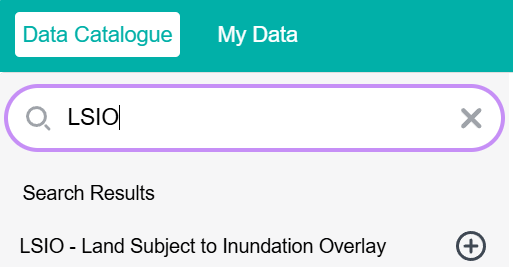 Data Catalogue My Data
LSIO
Search Results
LSIO - Land Subject to Inundation Overlay